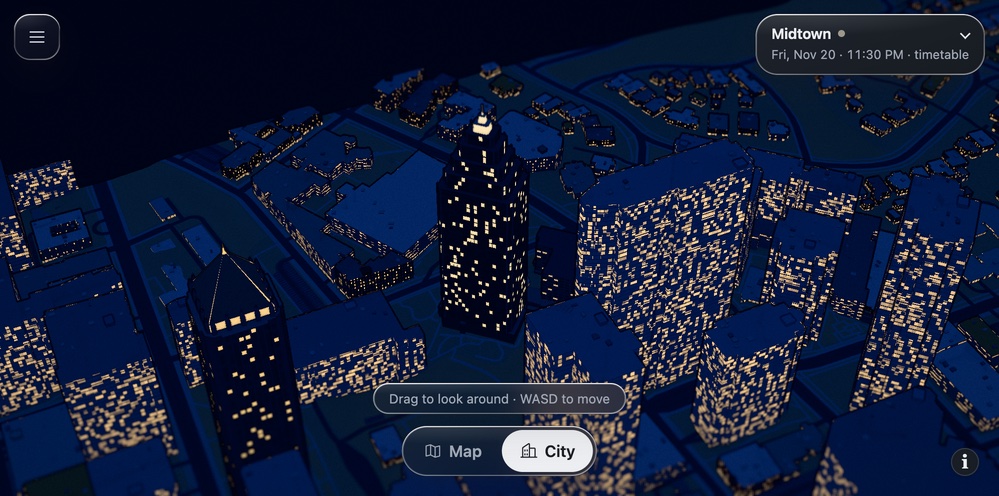 Midtown
Fri, Nov 20 · 11:30 PM · timetable
Drag to look around · WASD to move
Map
City
i